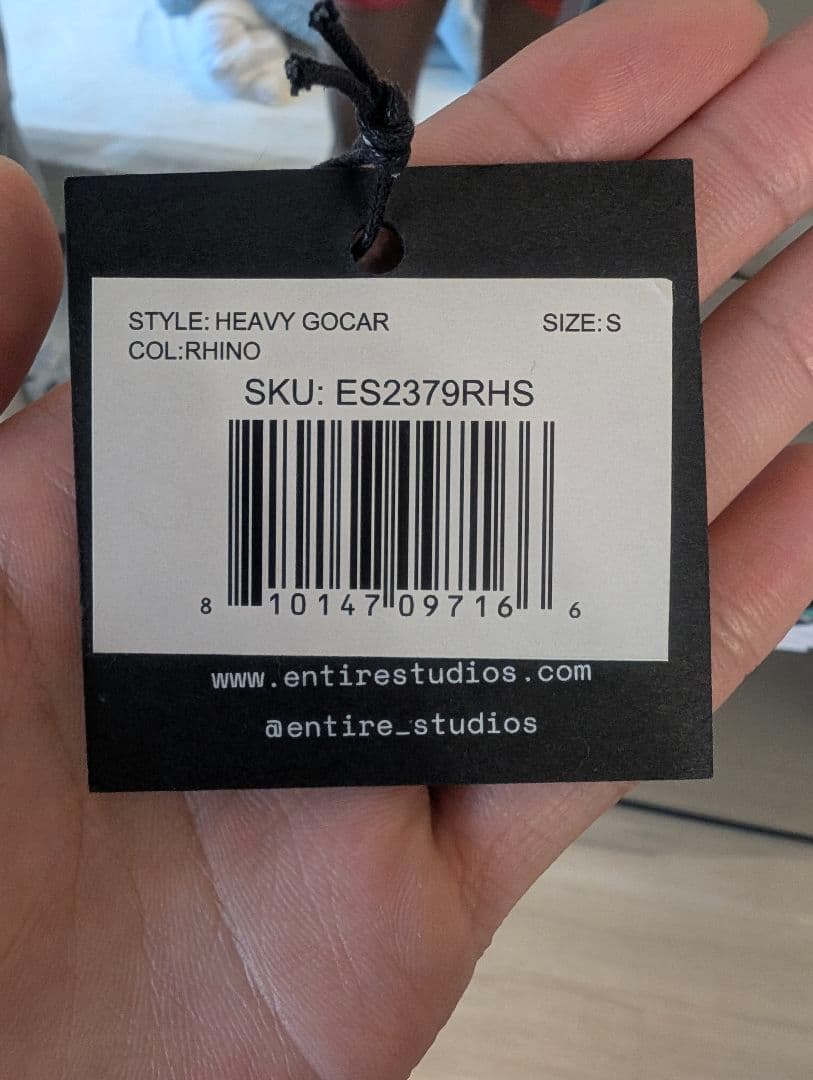 STYLE: HEAVY GOCAR SIZE: S
COL:RHINO
SKU: ES2379RHS
8 10147 09716 6
www.entirestudios.com
@entire_studios